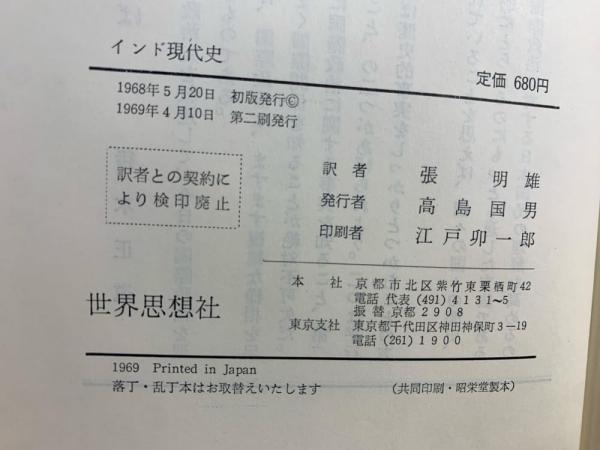 インド現代史
定価 680円
1968年5月20日 初版発行©
1969年4月10日 第二刷発行
訳者との契約に
より検印廃止
訳者 張明雄
発行者 高島国男
印刷者 江戸卯一郎
世界思想社
本社 京都市北区紫竹東栗栖町42
電話 代表 (491) 4131〜5
振替 京都 2908
東京支社 東京都千代田区神田神保町3-19
電話 (261) 1900
1969 Printed in Japan
落丁・乱丁本はお取替えいたします
(共同印刷・昭栄堂製本)